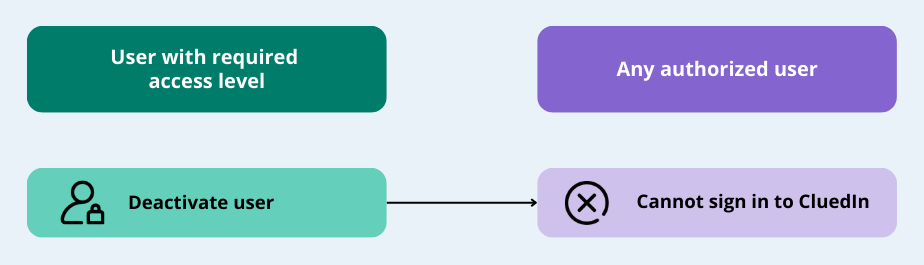 User with required
access level
Any authorized user
Deactivate user
Cannot sign in to CluedIn